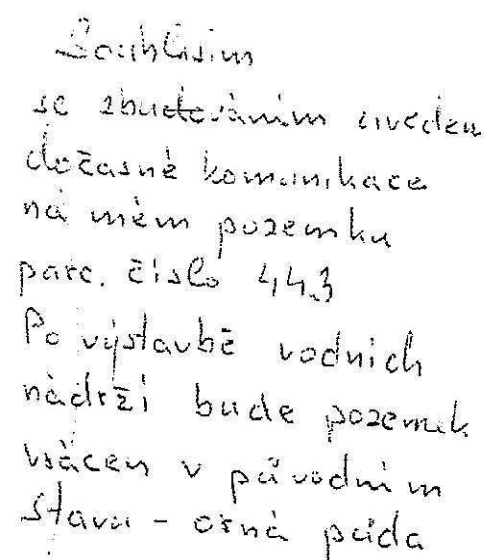 Souhlasím
se zbudováním uveden
dočasné komunikace
na mém pozemku
parc. číslo 443
Po výstavbě vodních
nádrží bude pozemek
vrácen v původním
stavu - orná půda